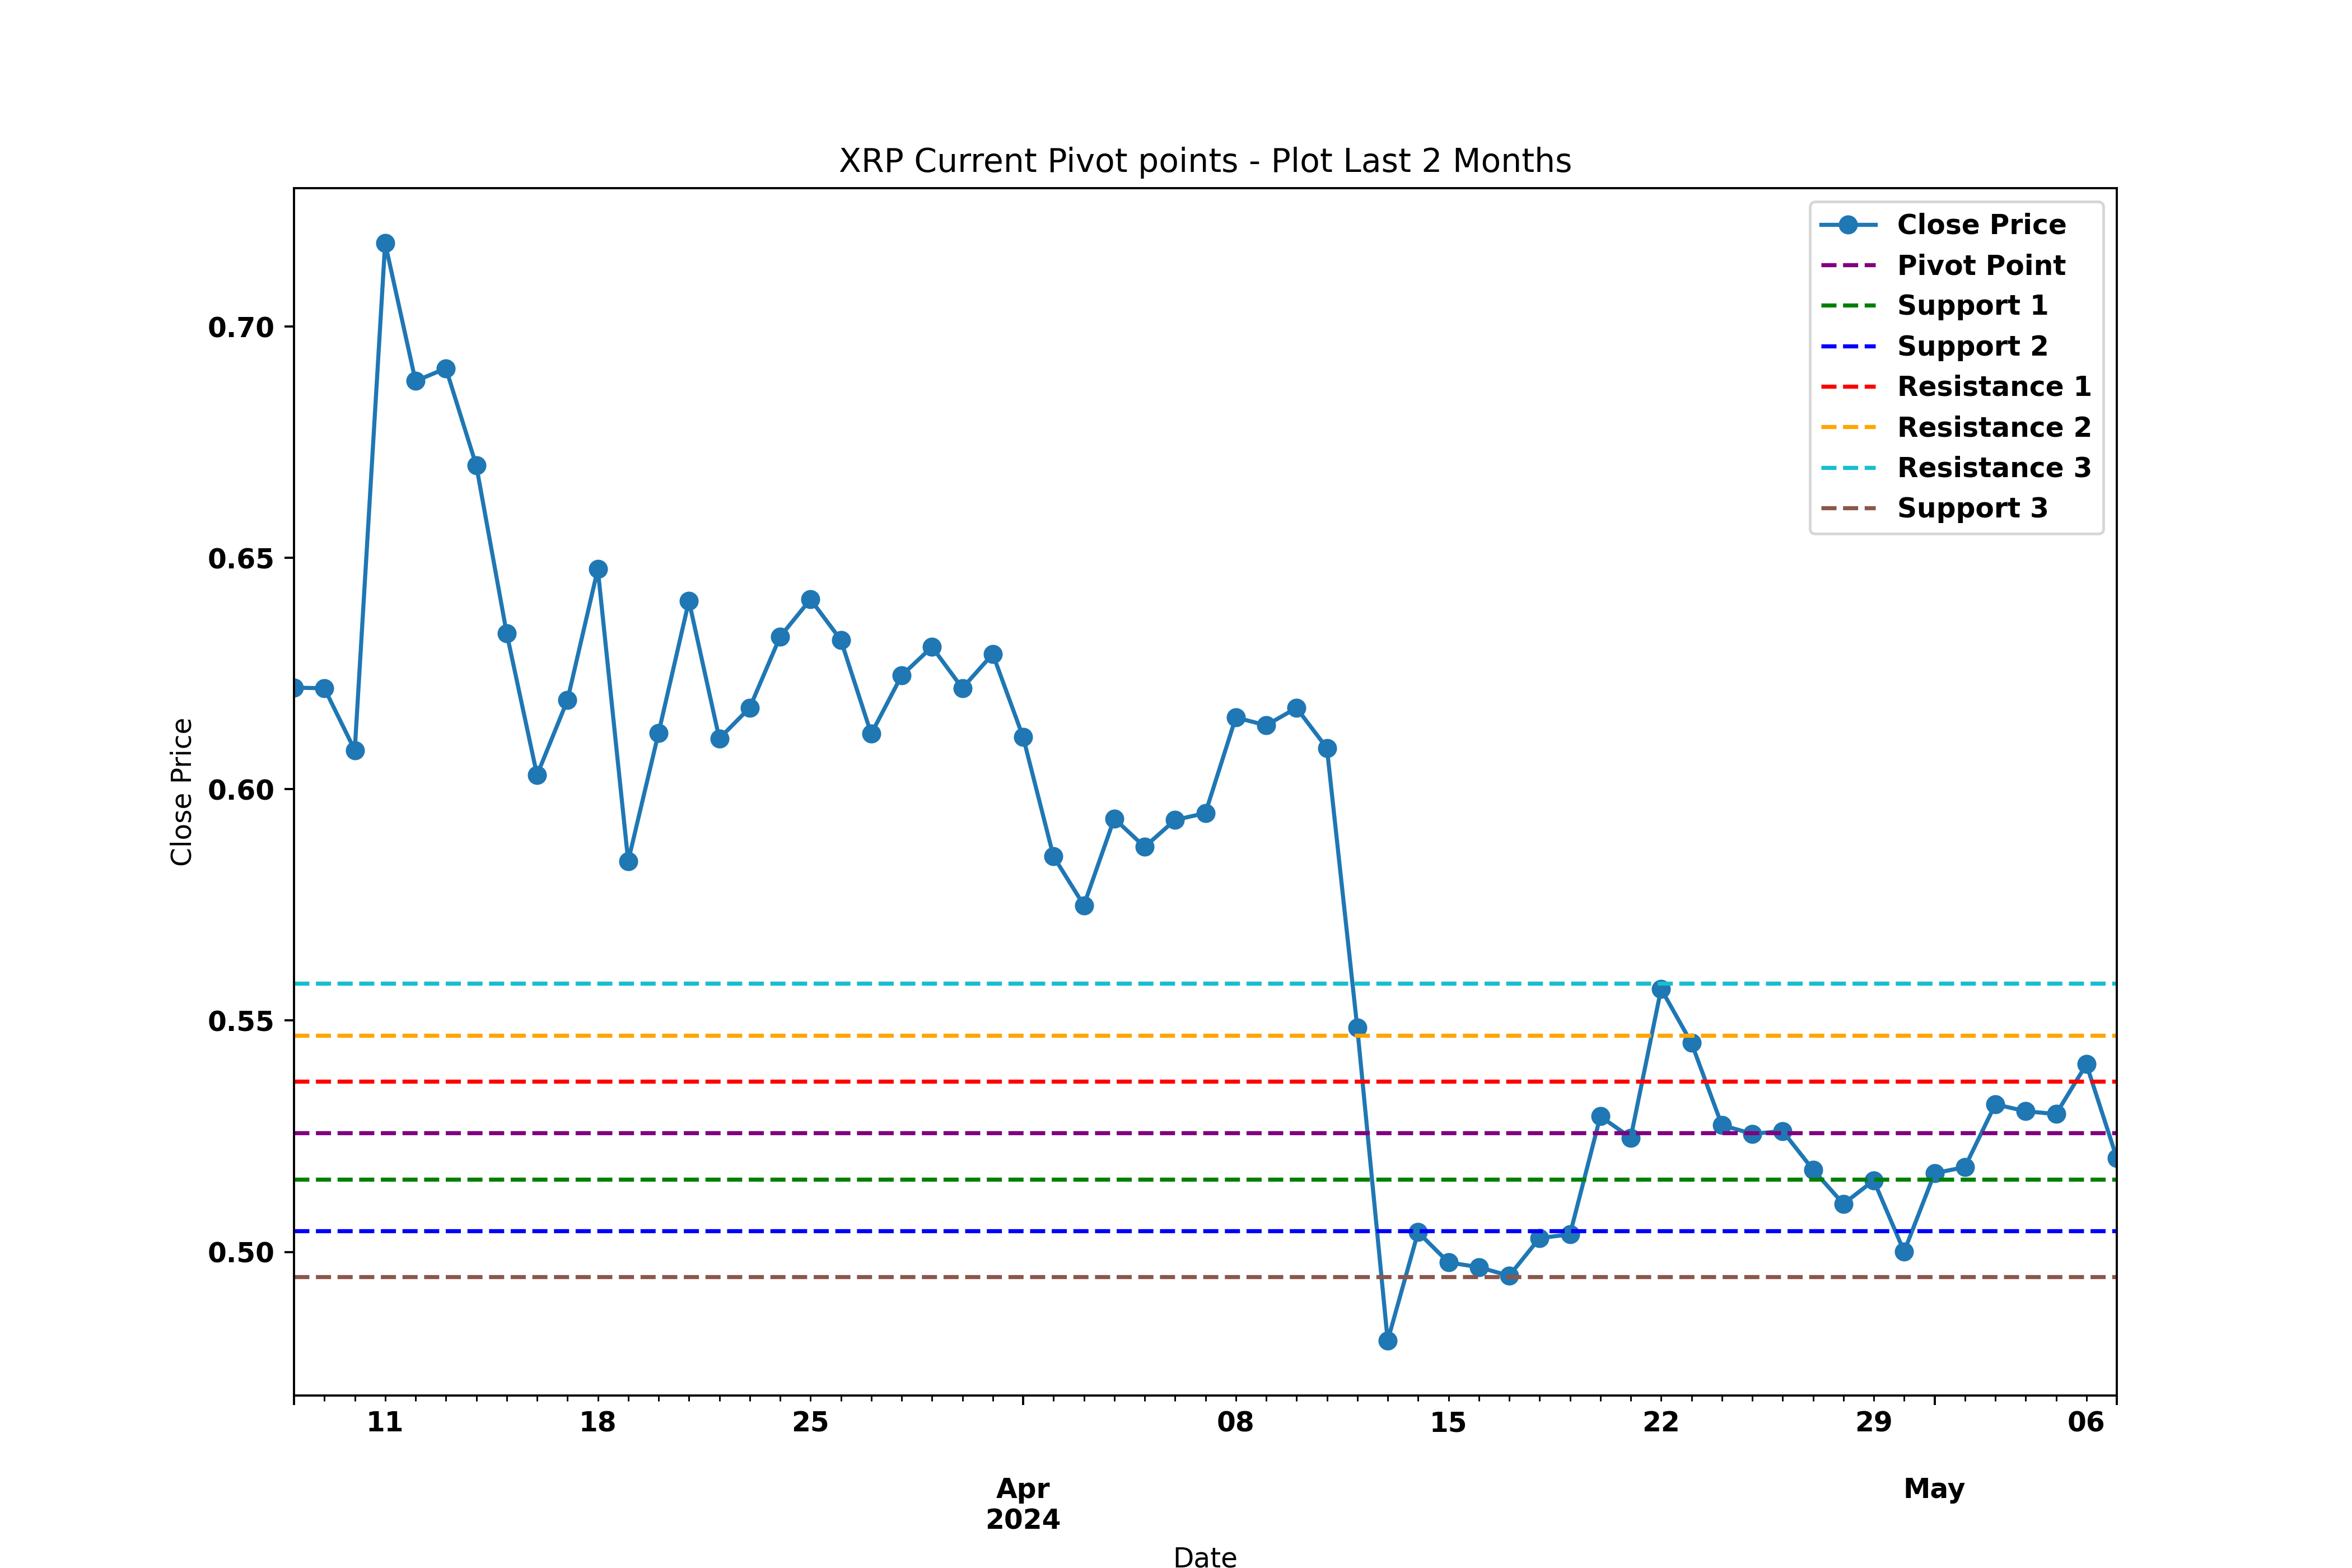 XRP Current Pivot points - Plot Last 2 Months
Close Price
Pivot Point
Support 1
Support 2
Resistance 1
Resistance 2
Resistance 3
Support 3
0.70
0.65
0.60
0.55
0.50
Close Price
11 18 25 08 15 22 29 06
Apr May
2024
Date